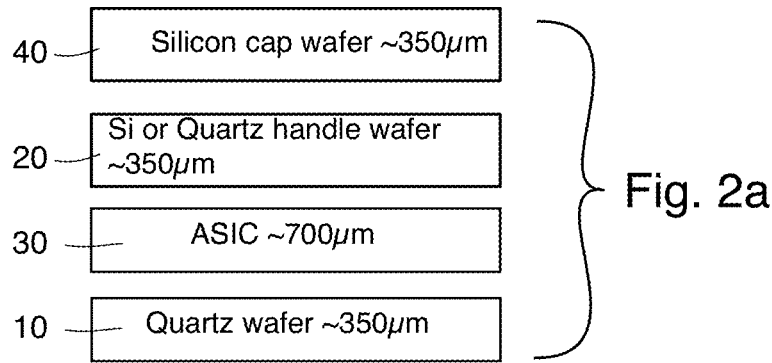 40 Silicon cap wafer ~350µm
20 Si or Quartz handle wafer
~350µm
Fig. 2a
30 ASIC ~700µm
10 Quartz wafer ~350µm